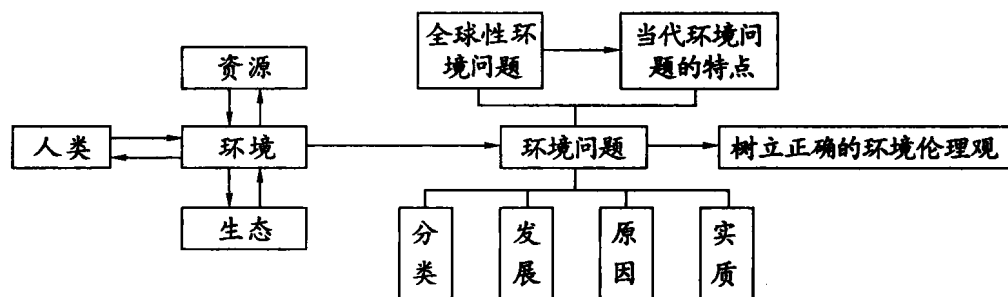 全球性环
境问题
当代环境问
题的特点
资源
人类
环境
环境问题
树立正确的环境伦理观
生态
分类
发展
原因
实质